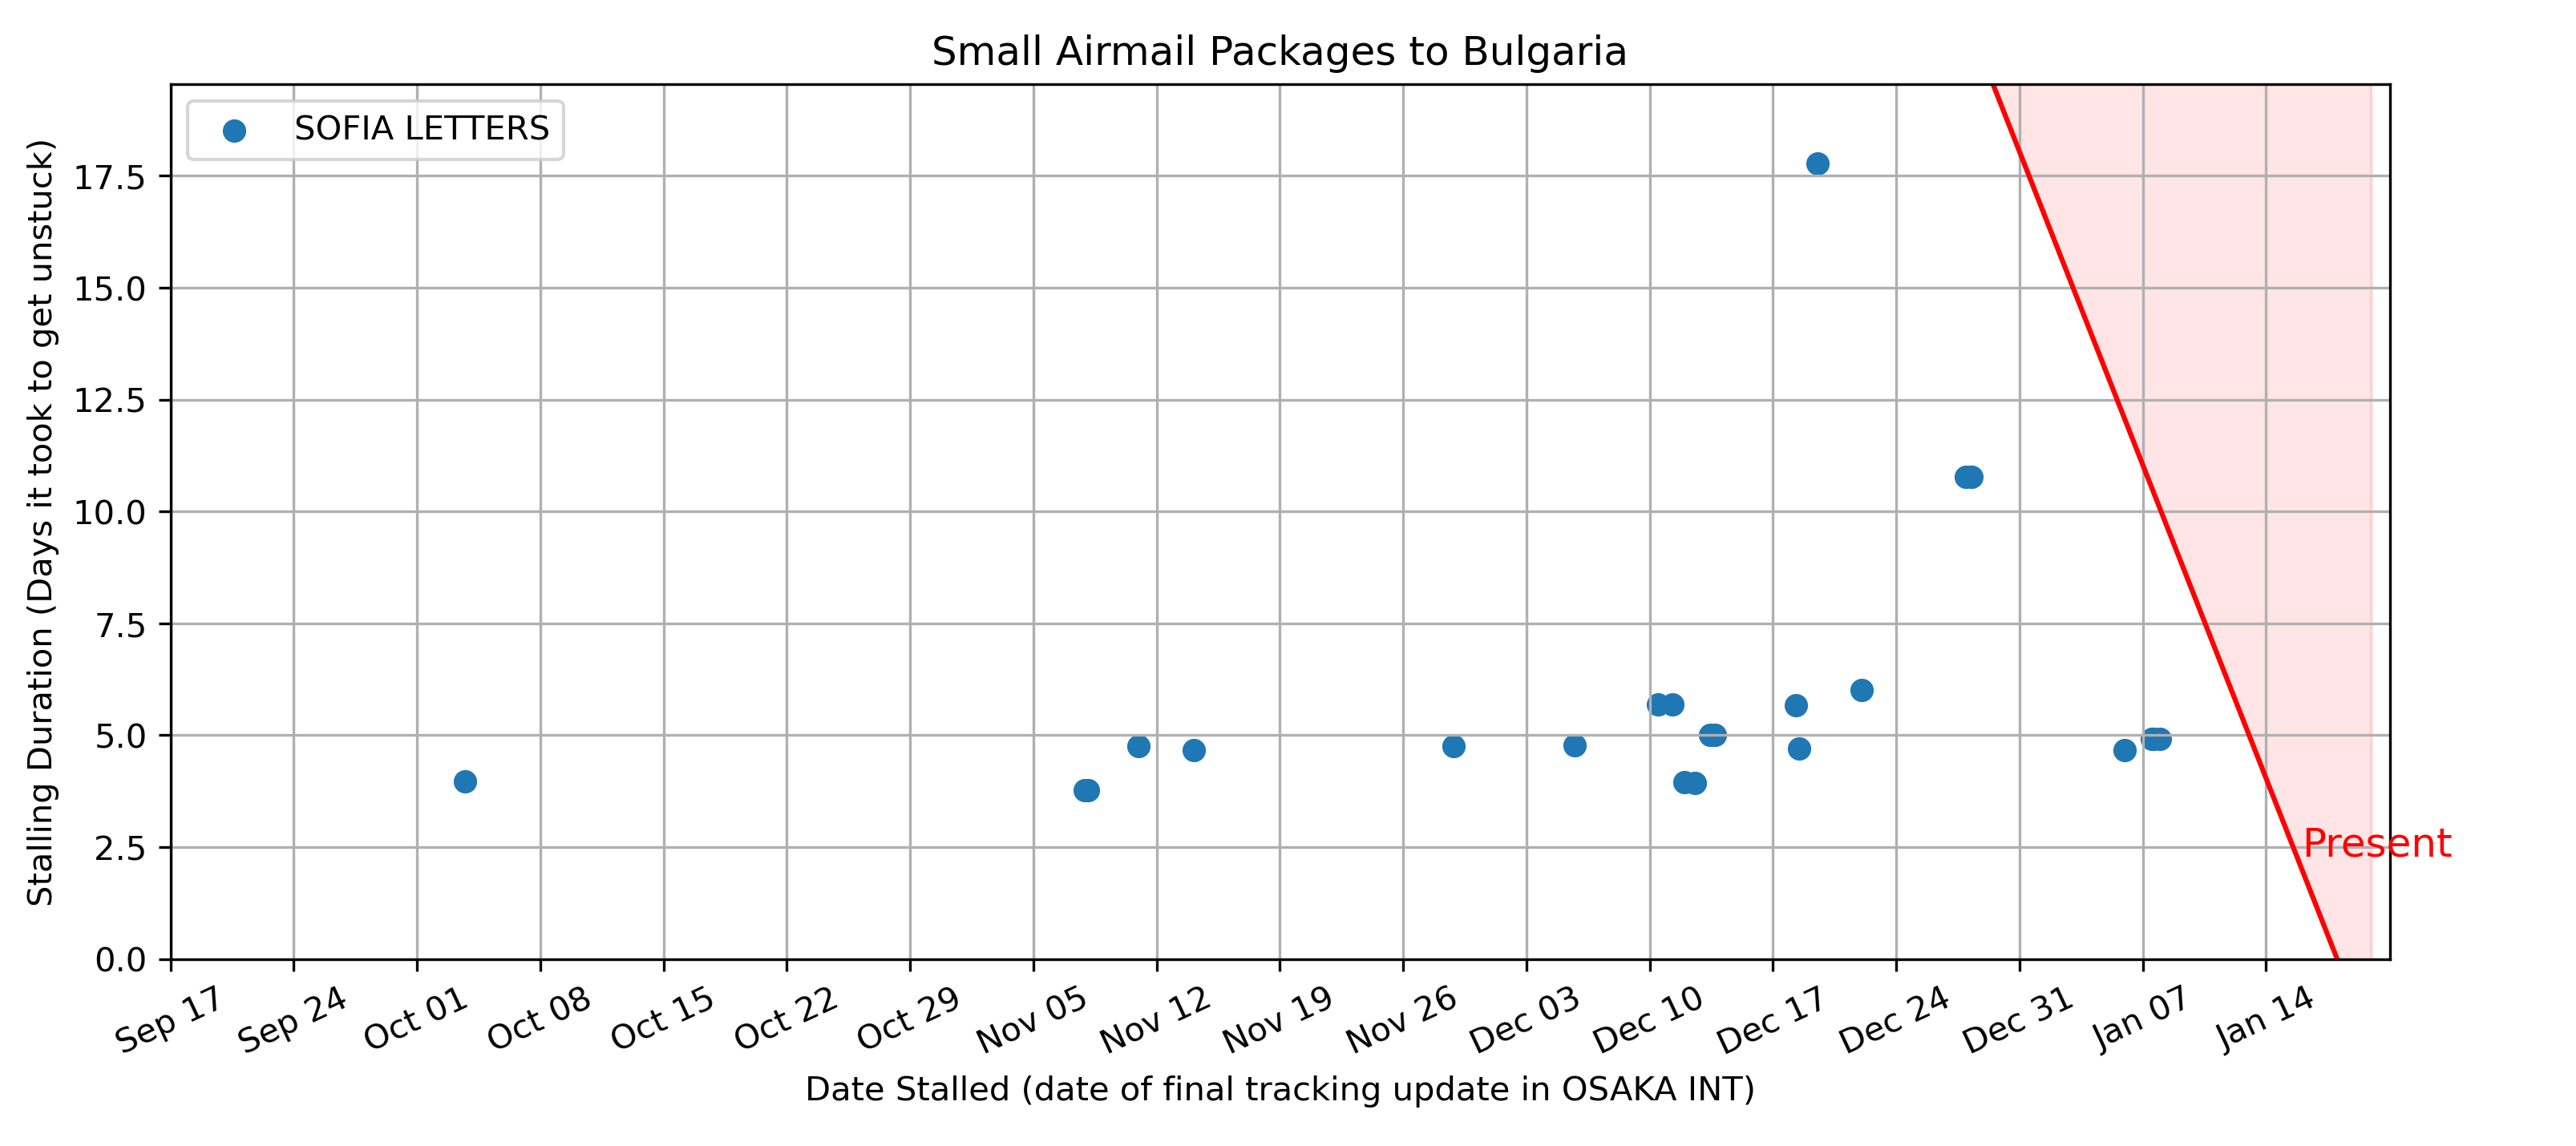 Small Airmail Packages to Bulgaria
SOFIA LETTERS
Stalling Duration (Days it took to get unstuck)
17.5
15.0
12.5
10.0
7.5
5.0
2.5
0.0
Present
Sep 17
Sep 24
Oct 01
Oct 08
Oct 15
Oct 22
Oct 29
Nov 05
Nov 12
Nov 19
Nov 26
Dec 03
Dec 10
Dec 17
Dec 24
Dec 31
Jan 07
Jan 14
Date Stalled (date of final tracking update in OSAKA INT)